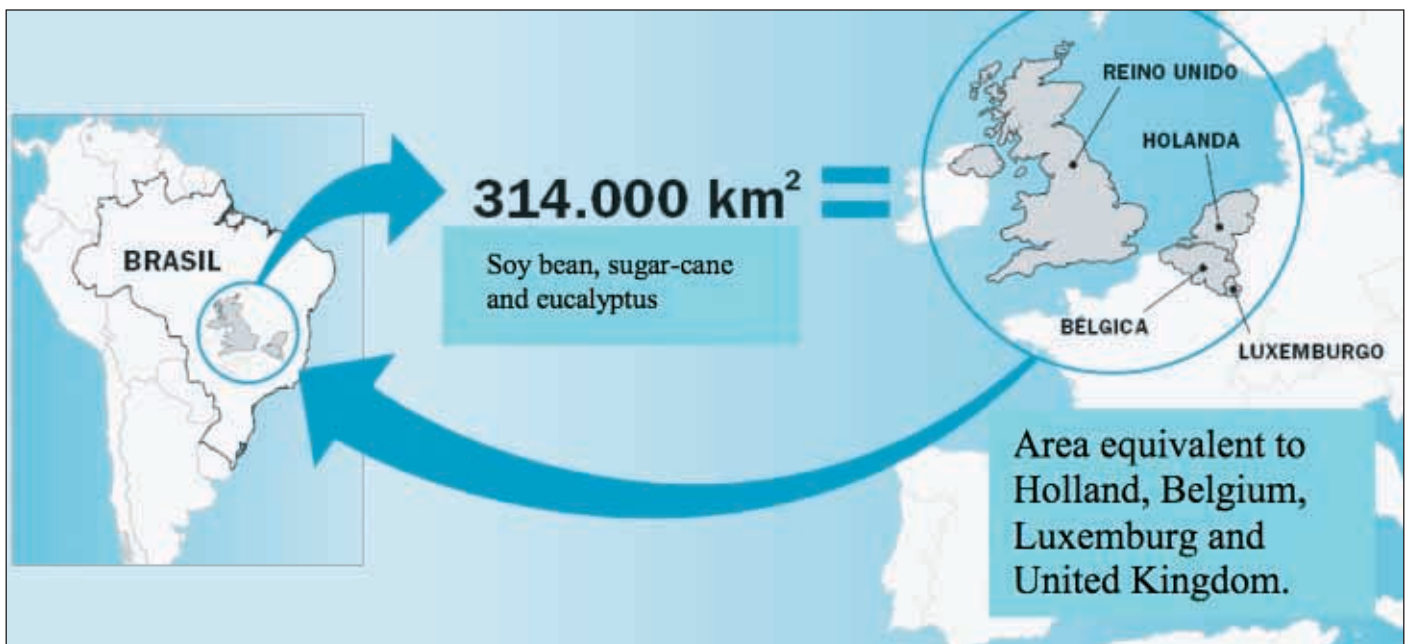 BRASIL
314.000 km²
Soy bean, sugar-cane
and eucalyptus
REINO UNIDO
HOLANDA
BÉLGICA
LUXEMBURGO
Area equivalent to
Holland, Belgium,
Luxemburg and
United Kingdom.